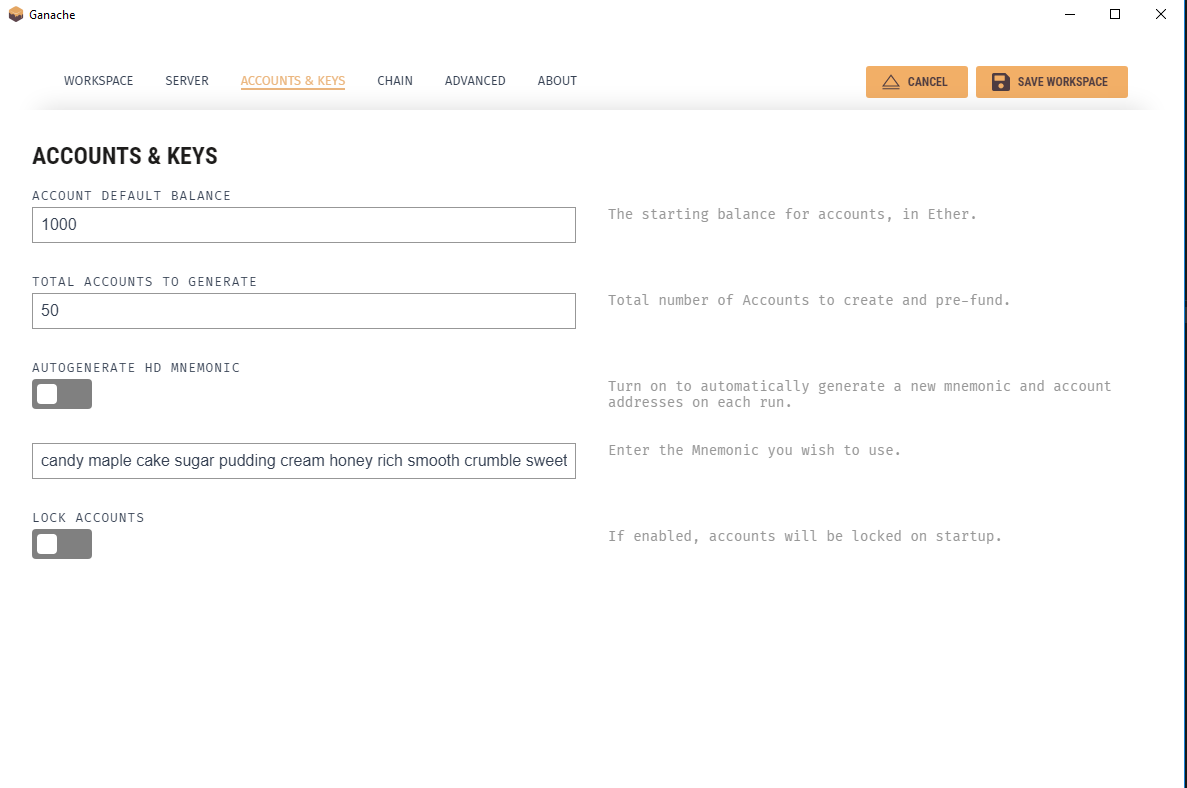 Ganache
WORKSPACE SERVER ACCOUNTS & KEYS CHAIN ADVANCED ABOUT CANCEL SAVE WORKSPACE
ACCOUNTS & KEYS
ACCOUNT DEFAULT BALANCE
1000
The starting balance for accounts, in Ether.
TOTAL ACCOUNTS TO GENERATE
50
Total number of Accounts to create and pre-fund.
AUTOGENERATE HD MNEMONIC
Turn on to automatically generate a new mnemonic and account
addresses on each run.
candy maple cake sugar pudding cream honey rich smooth crumble sweet
Enter the Mnemonic you wish to use.
LOCK ACCOUNTS
If enabled, accounts will be locked on startup.